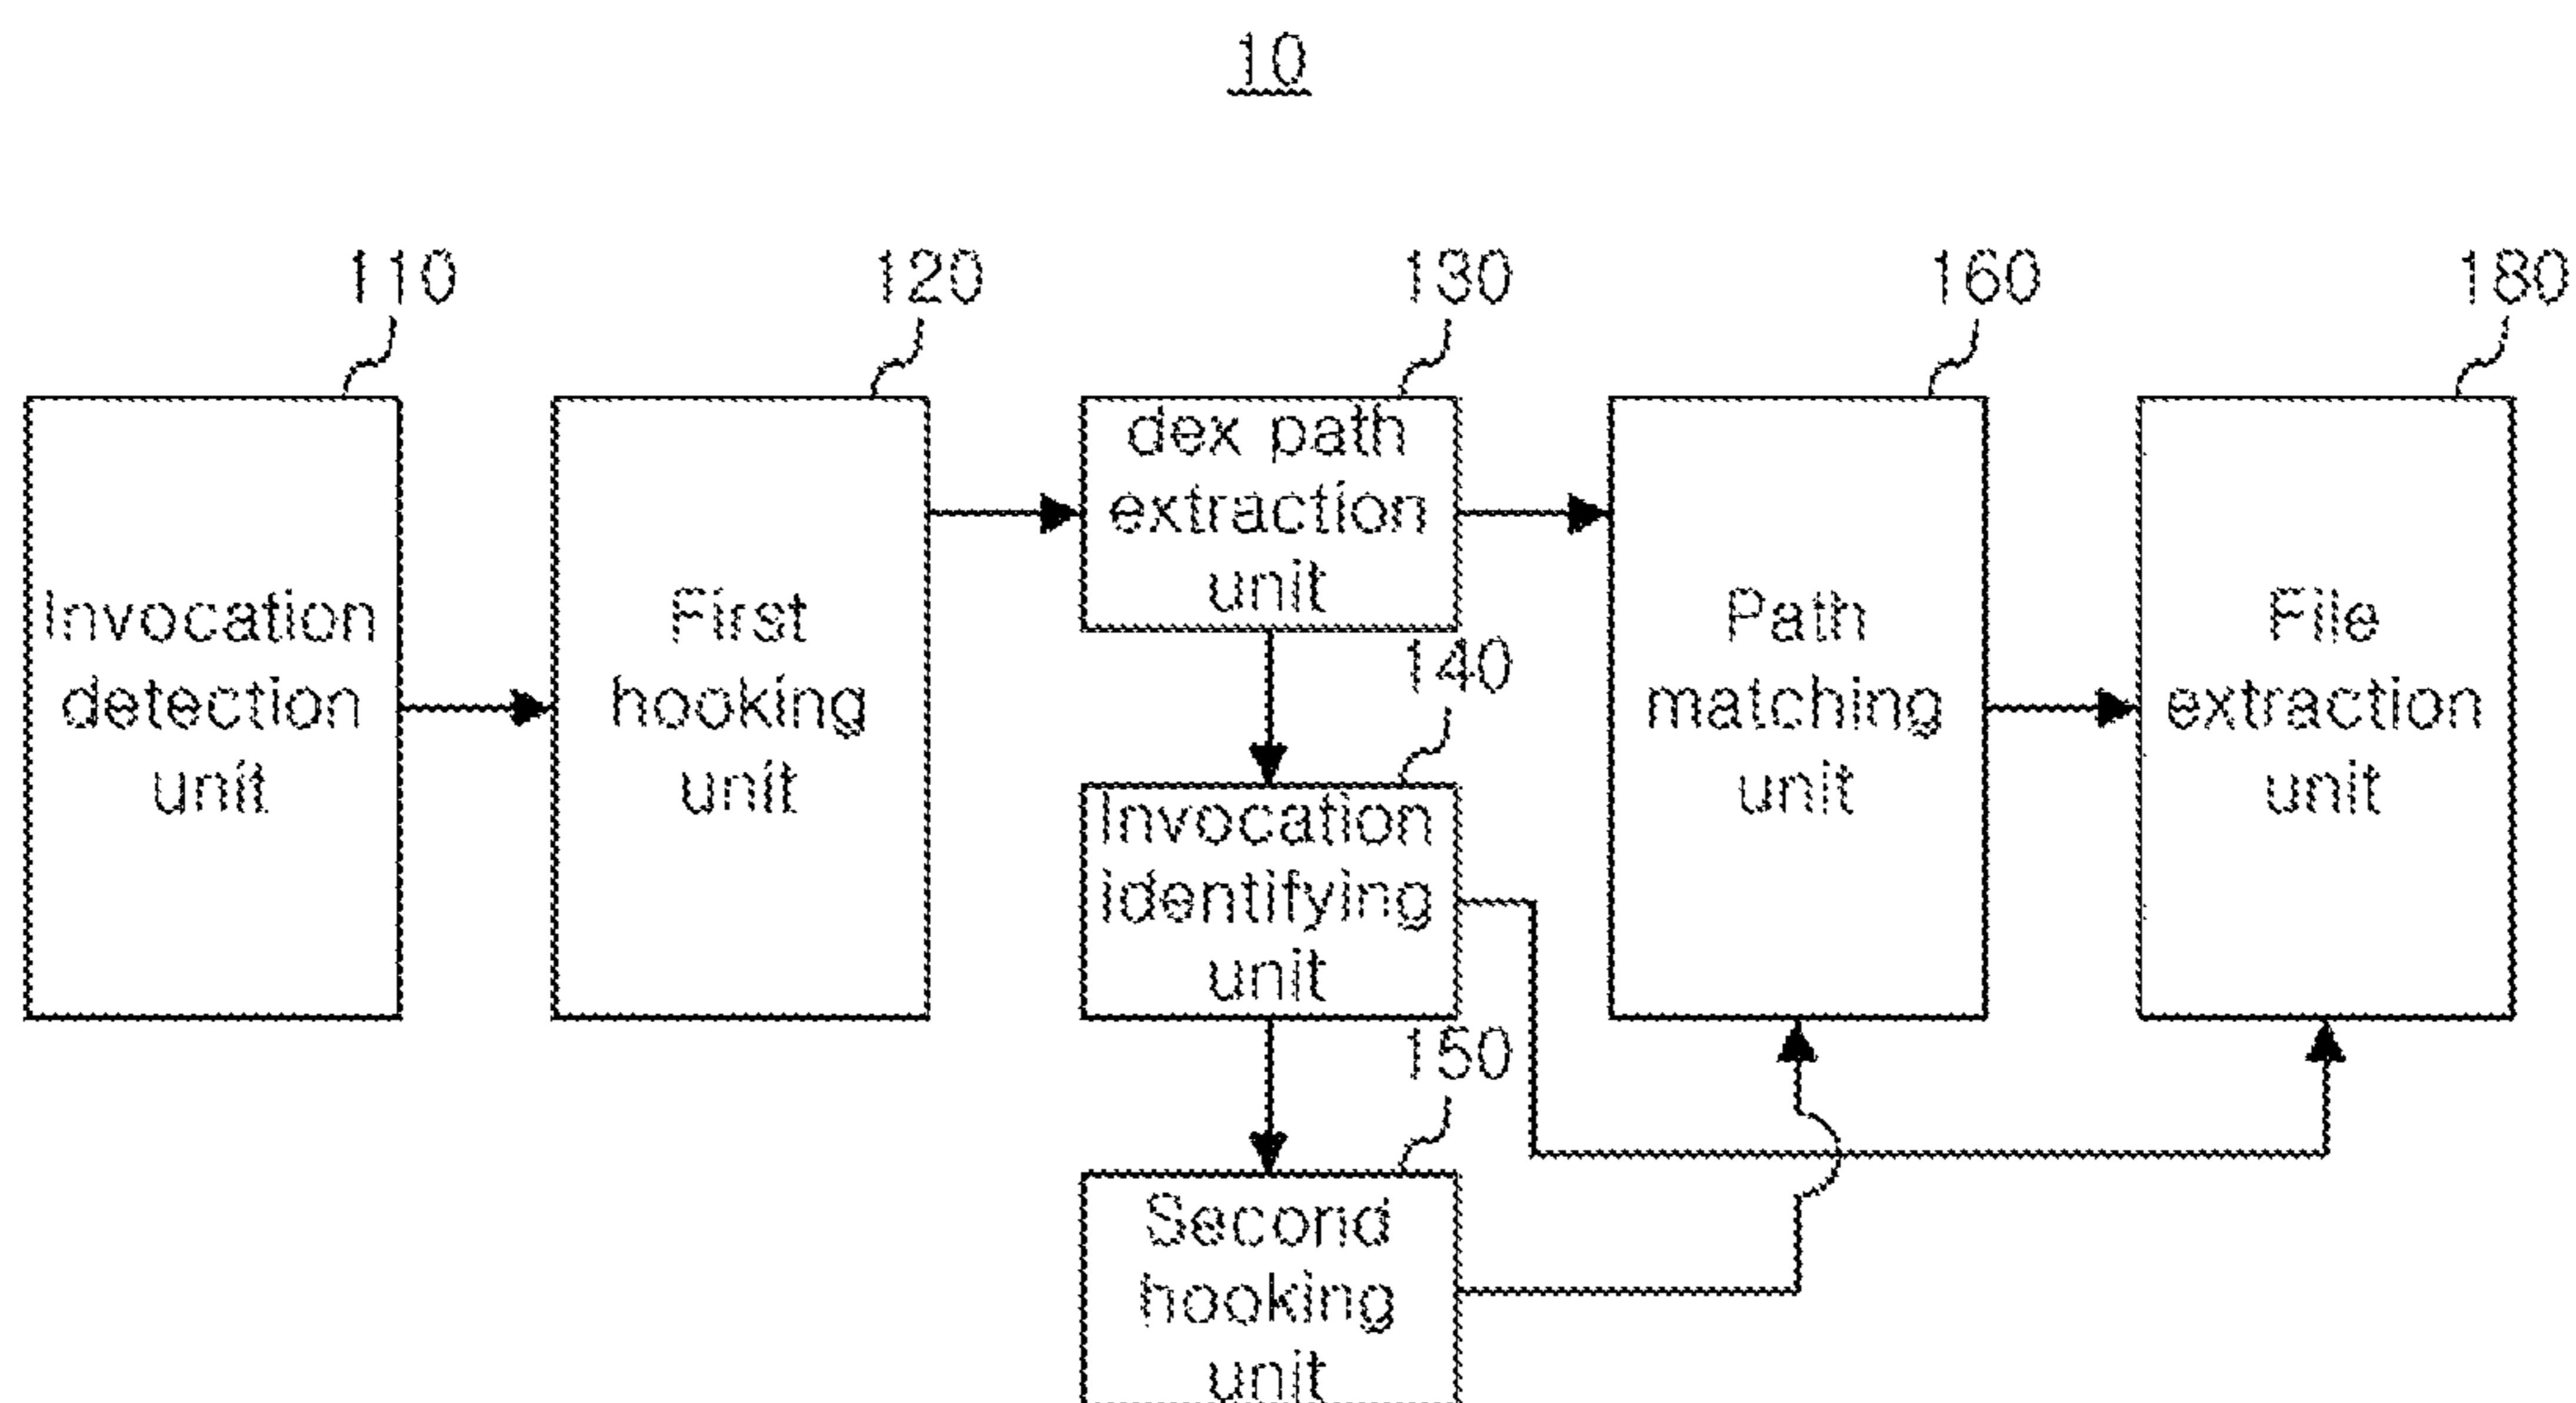 10
110
120
130
160
180
Invocation
detection
unit
First
hooking
unit
dex path
extraction
unit
140
Invocation
identifying
unit
150
Second
hooking
unit
Path
matching
unit
File
extraction
unit